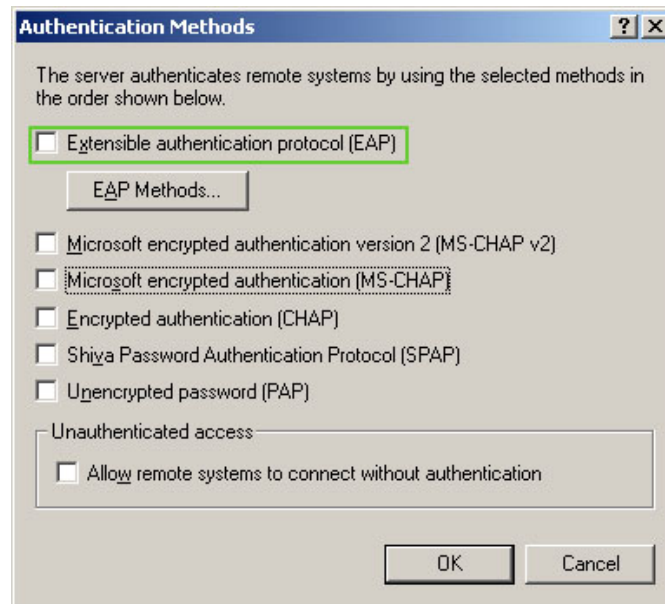 Authentication Methods
The server authenticates remote systems by using the selected methods in
the order shown below.
Extensible authentication protocol (EAP)
EAP Methods...
Microsoft encrypted authentication version 2 (MS-CHAP v2)
Microsoft encrypted authentication (MS-CHAP)
Encrypted authentication (CHAP)
Shiva Password Authentication Protocol (SPAP)
Unencrypted password (PAP)
Unauthenticated access
Allow remote systems to connect without authentication
OK
Cancel